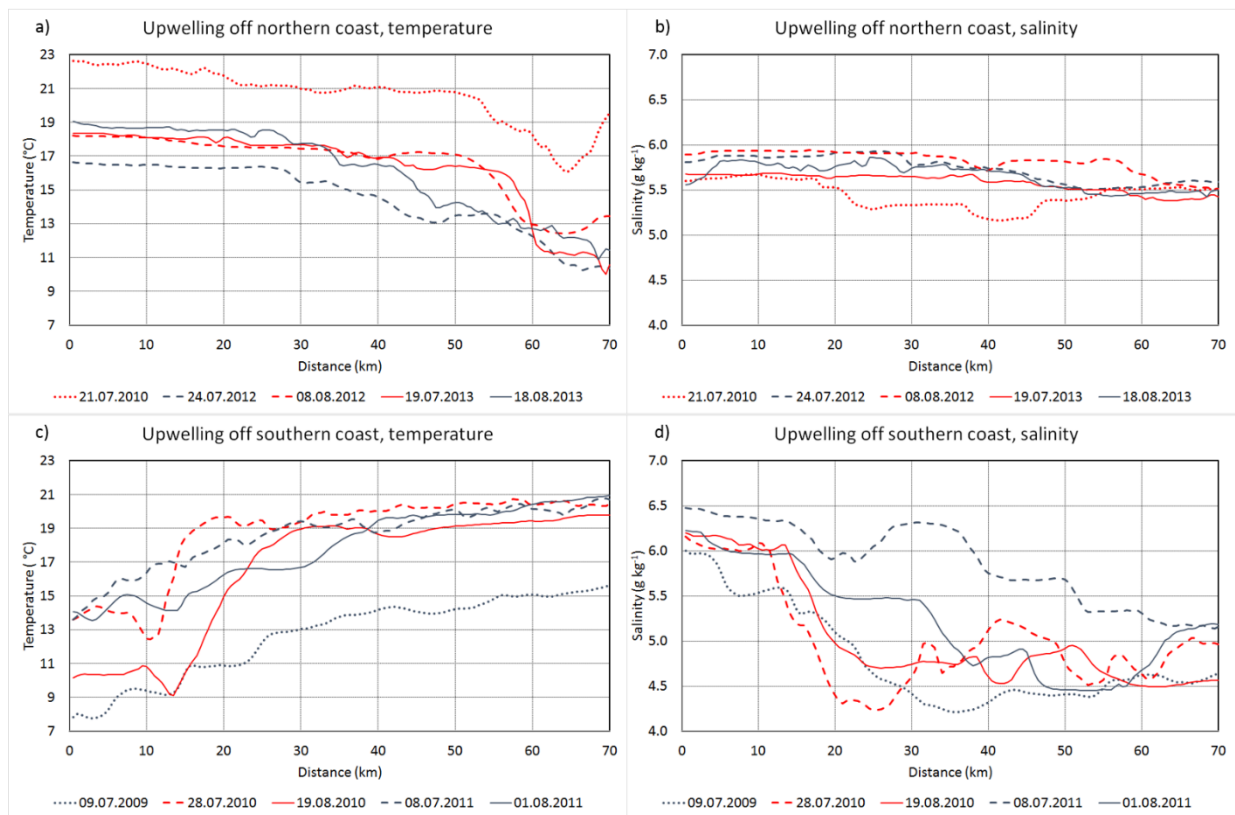 a) Upwelling off northern coast, temperature
23
21
19
17
15
13
11
9
7
Temperature (°C)
0 10 20 30 40 50 60 70
Distance (km)
21.07.2010 24.07.2012 08.08.2012 19.07.2013 18.08.2013
b) Upwelling off northern coast, salinity
7.0
6.5
6.0
5.5
5.0
4.5
4.0
Salinity (g kg⁻¹)
0 10 20 30 40 50 60 70
Distance (km)
21.07.2010 24.07.2012 08.08.2012 19.07.2013 18.08.2013
c) Upwelling off southern coast, temperature
23
21
19
17
15
13
11
9
7
Temperature (°C)
0 10 20 30 40 50 60 70
Distance (km)
09.07.2009 28.07.2010 19.08.2010 08.07.2011 01.08.2011
d) Upwelling off southern coast, salinity
7.0
6.5
6.0
5.5
5.0
4.5
4.0
Salinity (g kg⁻¹)
0 10 20 30 40 50 60 70
Distance (km)
09.07.2009 28.07.2010 19.08.2010 08.07.2011 01.08.2011